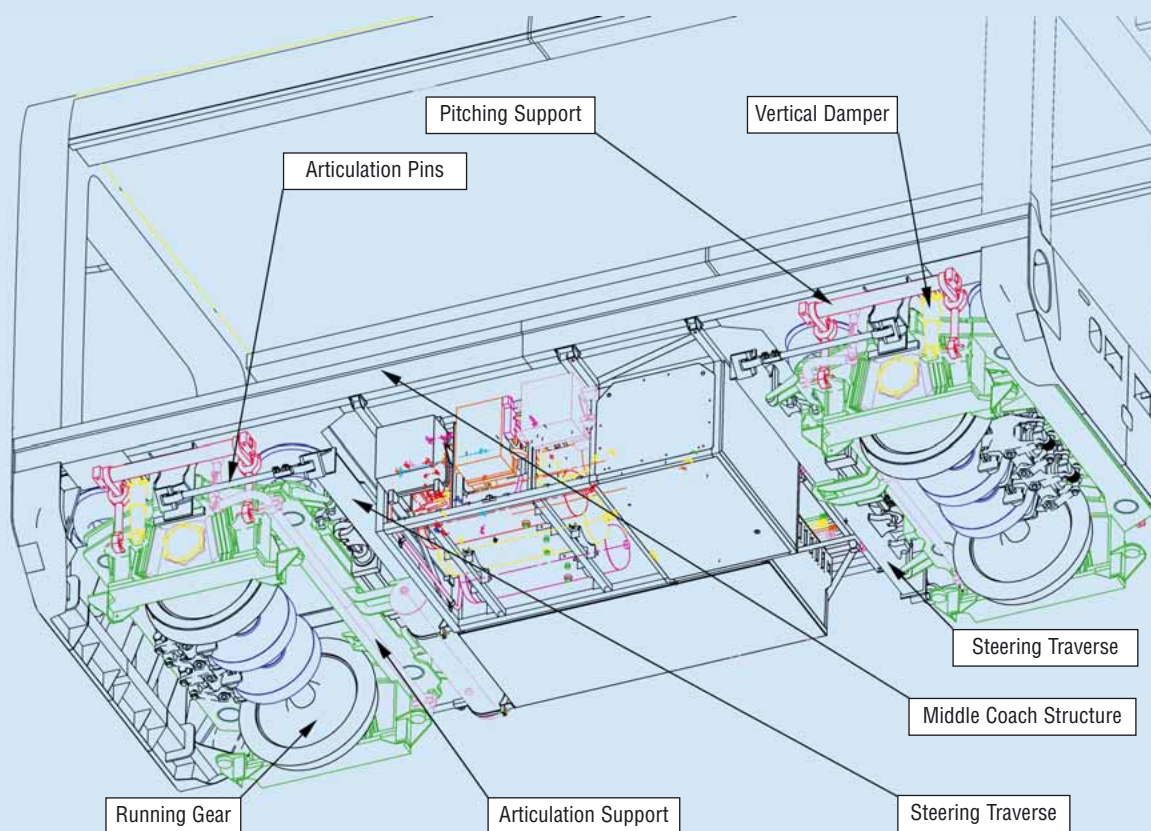 Pitching Support
Vertical Damper
Articulation Pins
Steering Traverse
Middle Coach Structure
Running Gear
Articulation Support
Steering Traverse